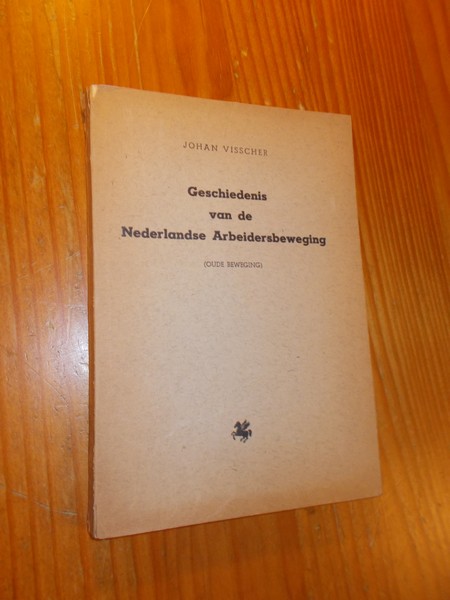 JOHAN VISSCHER
Geschiedenis
van de
Nederlandse Arbeidersbeweging
(OUDE BEWEGING)